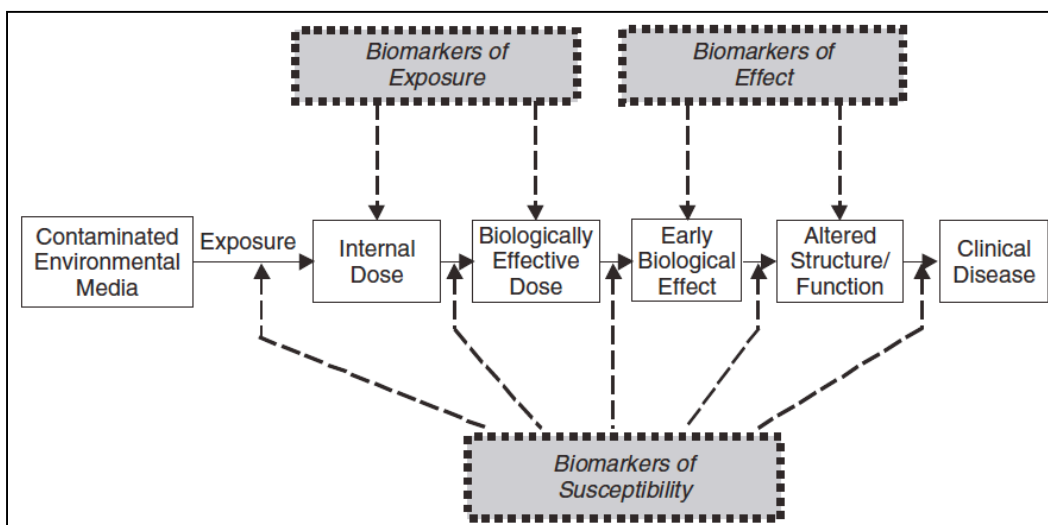 Biomarkers of
Exposure
Biomarkers of
Effect
Contaminated
Environmental
Media
Exposure
Internal
Dose
Biologically
Effective
Dose
Early
Biological
Effect
Altered
Structure/
Function
Clinical
Disease
Biomarkers of
Susceptibility